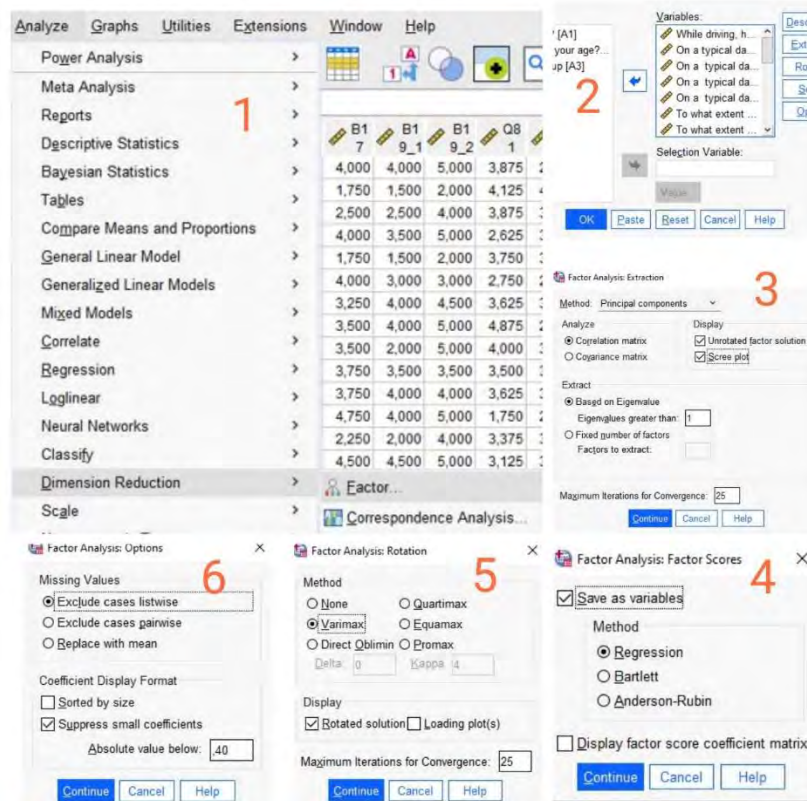 Analyze Graphs Utilities Extensions Window Help
Power Analysis
Meta Analysis
Reports
Descriptive Statistics
Bayesian Statistics
Tables
Compare Means and Proportions
General Linear Model
Generalized Linear Models
Mixed Models
Correlate
Regression
Loglinear
Neural Networks
Classify
Dimension Reduction
Scale
Factor...
Correspondence Analysis...
1
B1 B1 B1 Q8
7 9_1 9_2 1
4,000 4,000 5,000 3,875
1,750 1,500 2,000 4,125
2,500 2,500 4,000 3,875
4,000 3,500 5,000 2,625
1,750 1,500 2,000 3,750
4,000 3,000 3,000 2,750
3,250 4,000 4,500 3,625
3,500 4,000 5,000 4,875
3,500 2,000 5,000 4,000
3,750 3,500 3,500 3,500
3,750 4,000 4,000 3,625
4,750 4,000 5,000 1,750
2,250 2,000 4,000 3,375
4,500 4,500 5,000 3,125
[A1]
your age?...
up [A3]
2
Variables:
While driving, h...
On a typical da...
On a typical da...
On a typical da...
On a typical da...
To what extent ...
To what extent ...
Selection Variable:
Value...
OK Paste Reset Cancel Help
Factor Analysis: Extraction
3
Method: Principal components
Analyze
Correlation matrix
Covariance matrix
Display
Unrotated factor solution
Scree plot
Extract
Based on Eigenvalue
Eigenvalues greater than: 1
Fixed number of factors
Factors to extract:
Maximum Iterations for Convergence: 25
Continue Cancel Help
Factor Analysis: Options
6
Missing Values
Exclude cases listwise
Exclude cases pairwise
Replace with mean
Coefficient Display Format
Sorted by size
Suppress small coefficients
Absolute value below: ,40
Continue Cancel Help
Factor Analysis: Rotation
5
Method
None Quartimax
Varimax Equamax
Direct Oblimin Promax
Delta: 0 Kappa 4
Display
Rotated solution Loading plot(s)
Maximum Iterations for Convergence: 25
Continue Cancel Help
Factor Analysis: Factor Scores
4
Save as variables
Method
Regression
Bartlett
Anderson-Rubin
Display factor score coefficient matrix
Continue Cancel Help